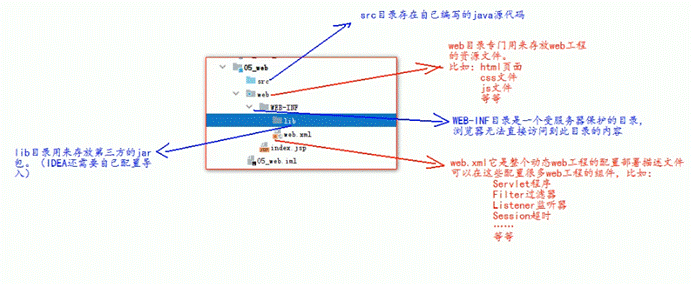 src目录存在自己编写的java源代码
web目录专门用来存放web工程
的资源文件。
比如: html页面
css文件
js文件
等等
05_web
src
web
WEB-INF
lib
web.xml
index.jsp
05_web.iml
WEB-INF目录是一个受服务器保护的目录，
浏览器无法直接访问到此目录的内容
lib目录用来存放第三方的jar
包。（IDEA还需要自己配置导
入）
web.xml它是整个动态web工程的配置部署描述文件
可以在这些配置很多web工程的组件，比如:
Servlet程序
Filter过滤器
Listener监听器
Session超时
……
等等